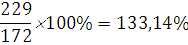 229/172 ×100% = 133,14%